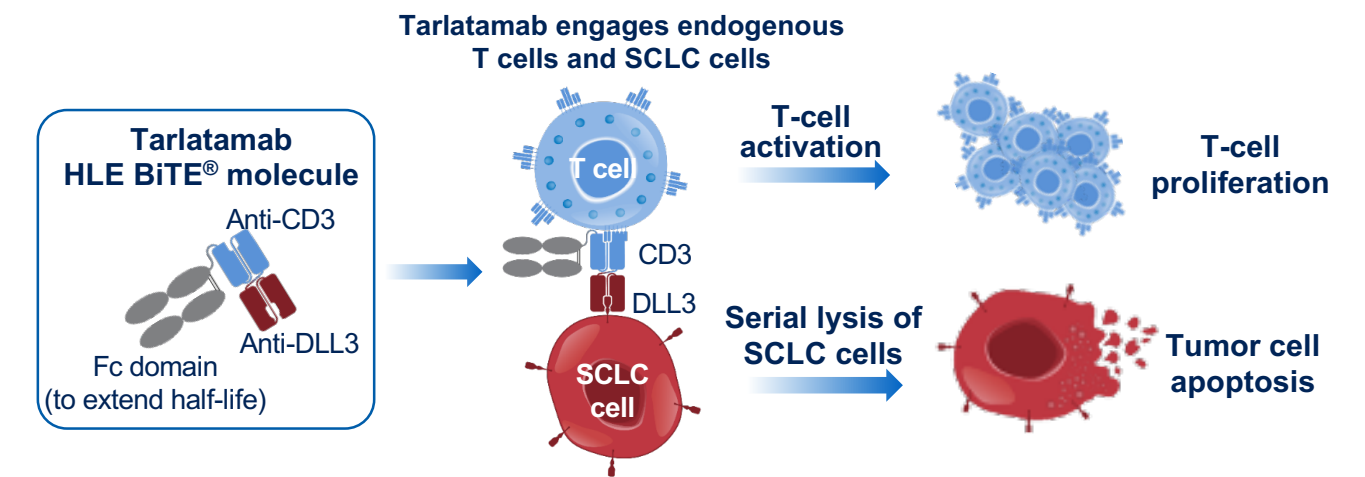 Tarlatamab engages endogenous
T cells and SCLC cells
Tarlatamab
HLE BiTE® molecule
Anti-CD3
Anti-DLL3
Fc domain
(to extend half-life)
T cell
CD3
DLL3
SCLC
cell
T-cell
activation
T-cell
proliferation
Serial lysis of
SCLC cells
Tumor cell
apoptosis